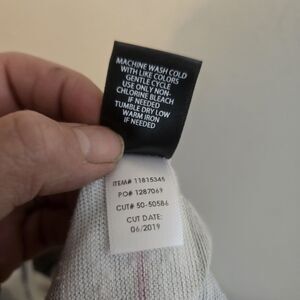 MACHINE WASH COLD
WITH LIKE COLORS
GENTLE CYCLE
USE ONLY NON-
CHLORINE BLEACH
IF NEEDED
TUMBLE DRY LOW
WARM IRON
IF NEEDED
ITEM# 11815345
PO# 1287069
CUT# 50-50586
CUT DATE:
06/2019